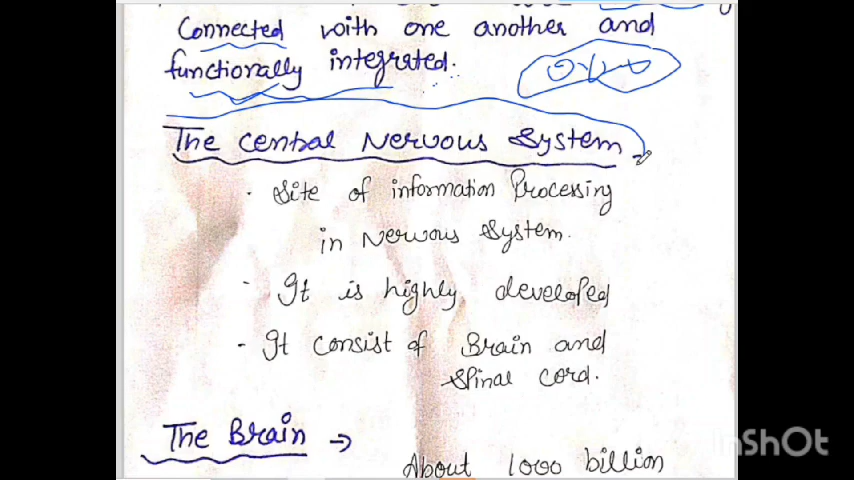 Connected with one another and
functionally integrated.
The Central Nervous System
· Site of information Processing
in Nervous System.
· It is highly developed
· It consist of Brain and
Spinal cord.
The Brain →
About 1000 billion
InShOt